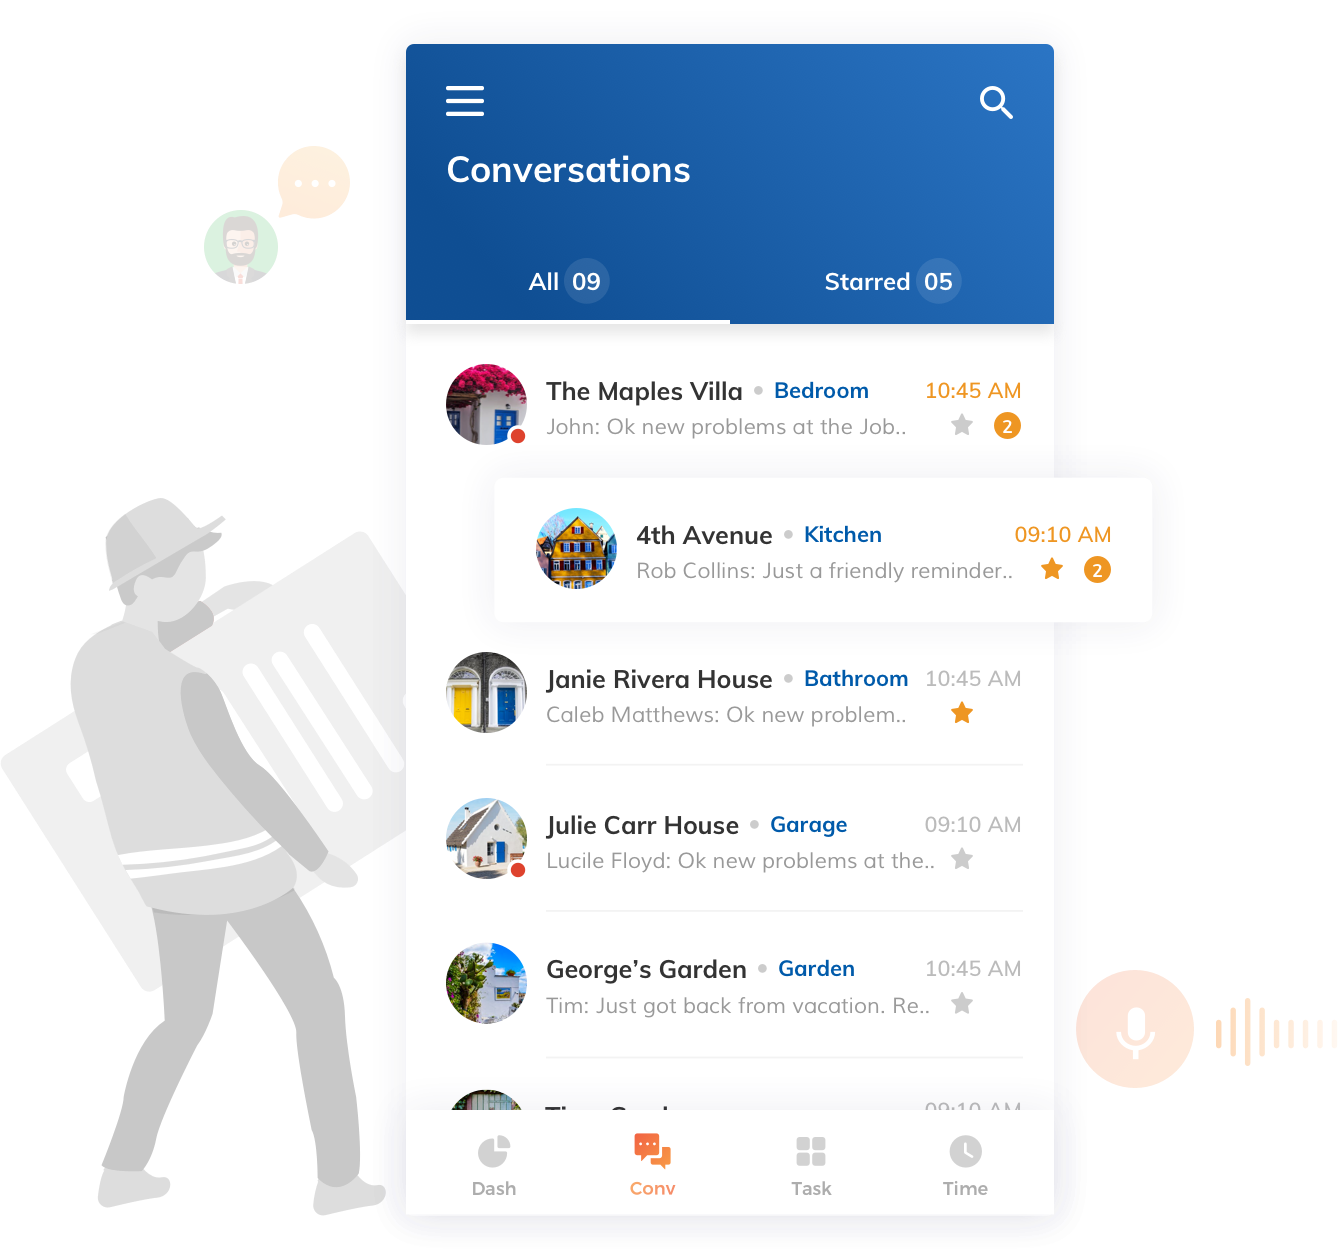 Conversations
All 09
Starred 05
The Maples Villa • Bedroom 10:45 AM
John: Ok new problems at the Job.. 2
4th Avenue • Kitchen 09:10 AM
Rob Collins: Just a friendly reminder.. 2
Janie Rivera House • Bathroom 10:45 AM
Caleb Matthews: Ok new problem..
Julie Carr House • Garage 09:10 AM
Lucile Floyd: Ok new problems at the..
George’s Garden • Garden 10:45 AM
Tim: Just got back from vacation. Re..
09:10 AM
Dash
Conv
Task
Time